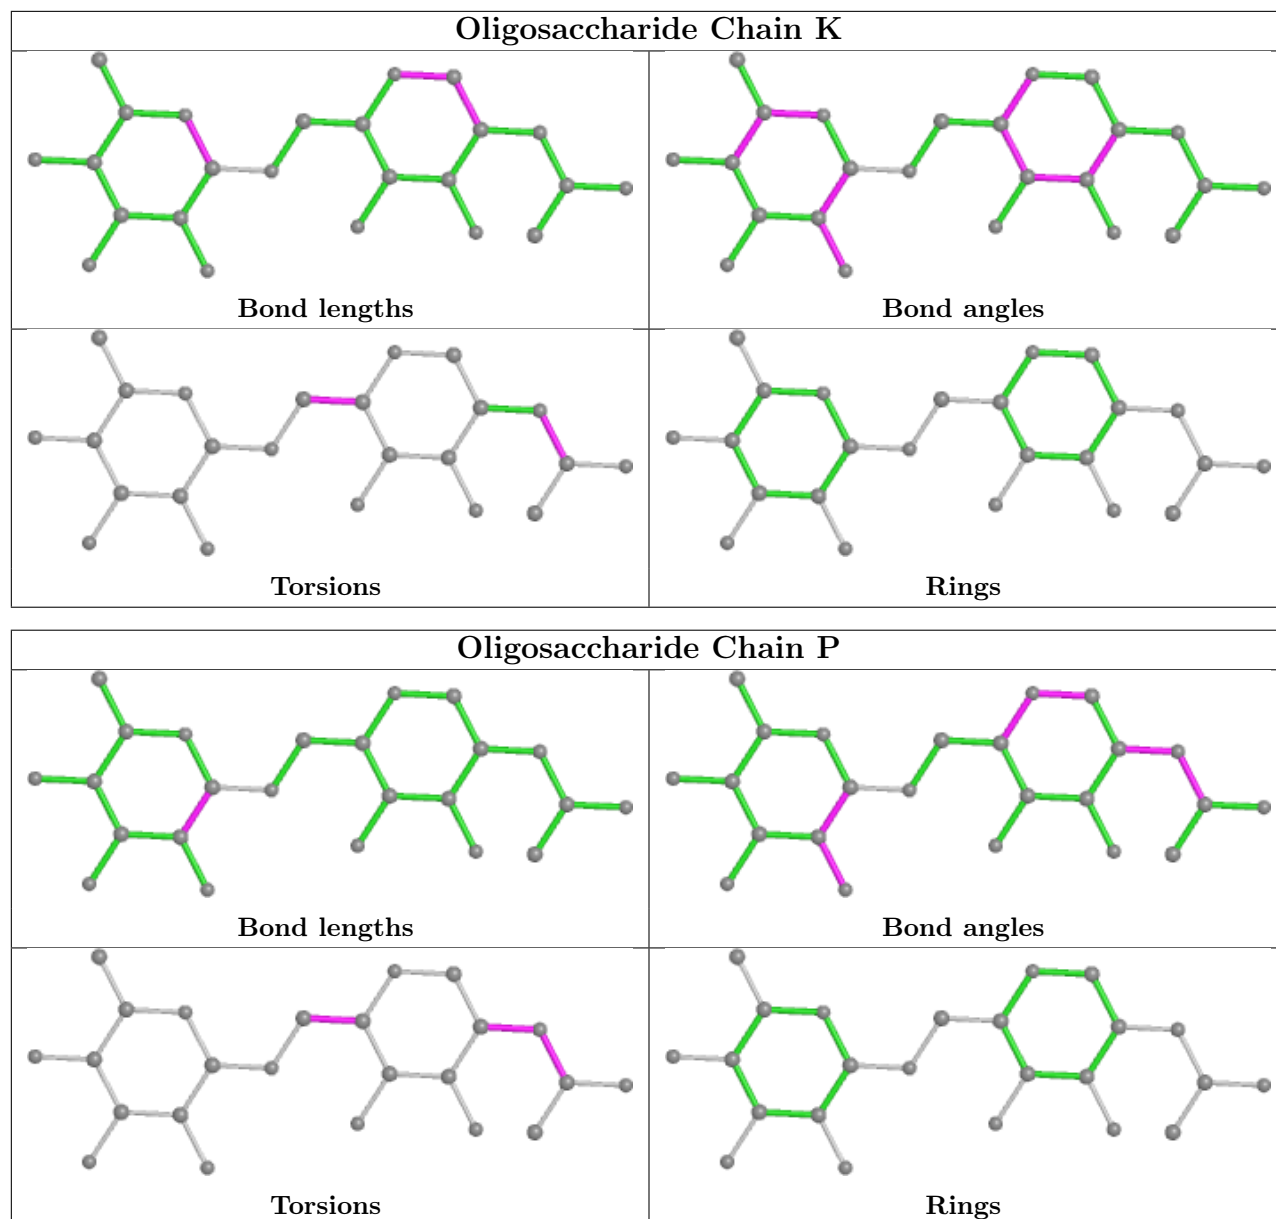 Oligosaccharide Chain K
Bond lengths
Bond angles
Torsions
Rings
Oligosaccharide Chain P
Bond lengths
Bond angles
Torsions
Rings